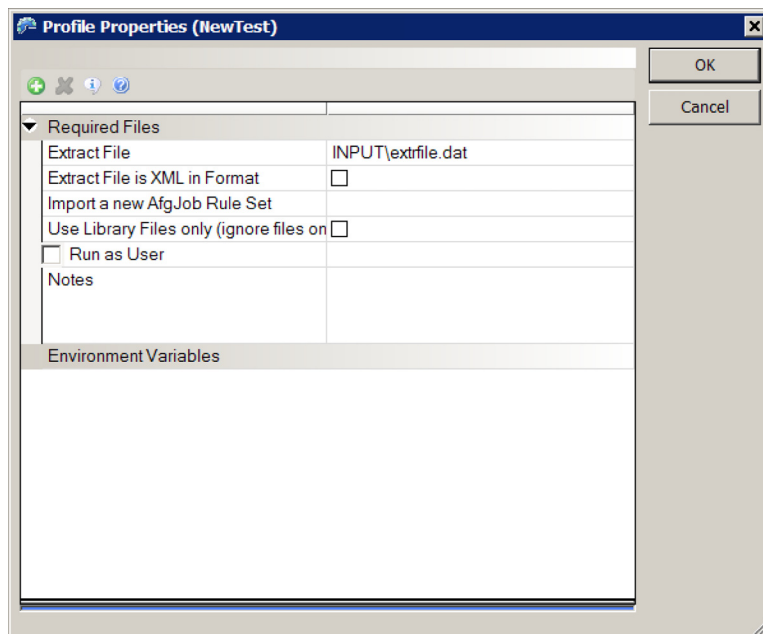 Profile Properties (NewTest)
OK
Cancel
Required Files
Extract File INPUT\extrfile.dat
Extract File is XML in Format
Import a new AfgJob Rule Set
Use Library Files only (ignore files on
Run as User
Notes
Environment Variables